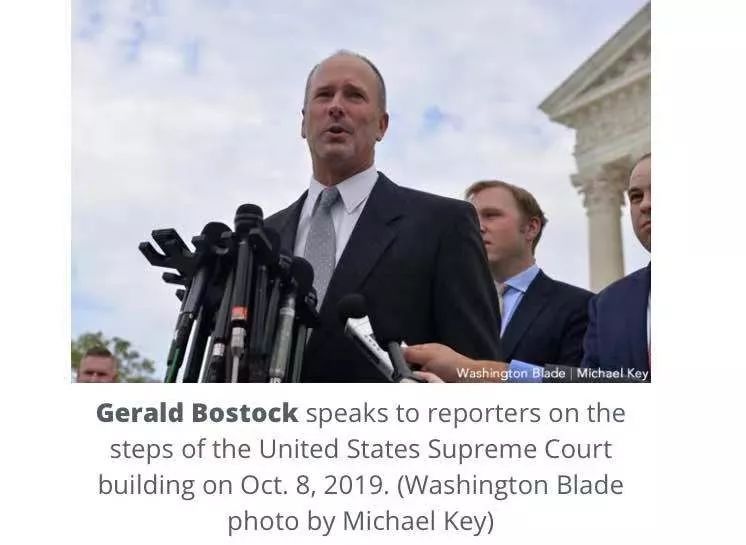 Washington Blade | Michael Key
Gerald Bostock speaks to reporters on the
steps of the United States Supreme Court
building on Oct. 8, 2019. (Washington Blade
photo by Michael Key)